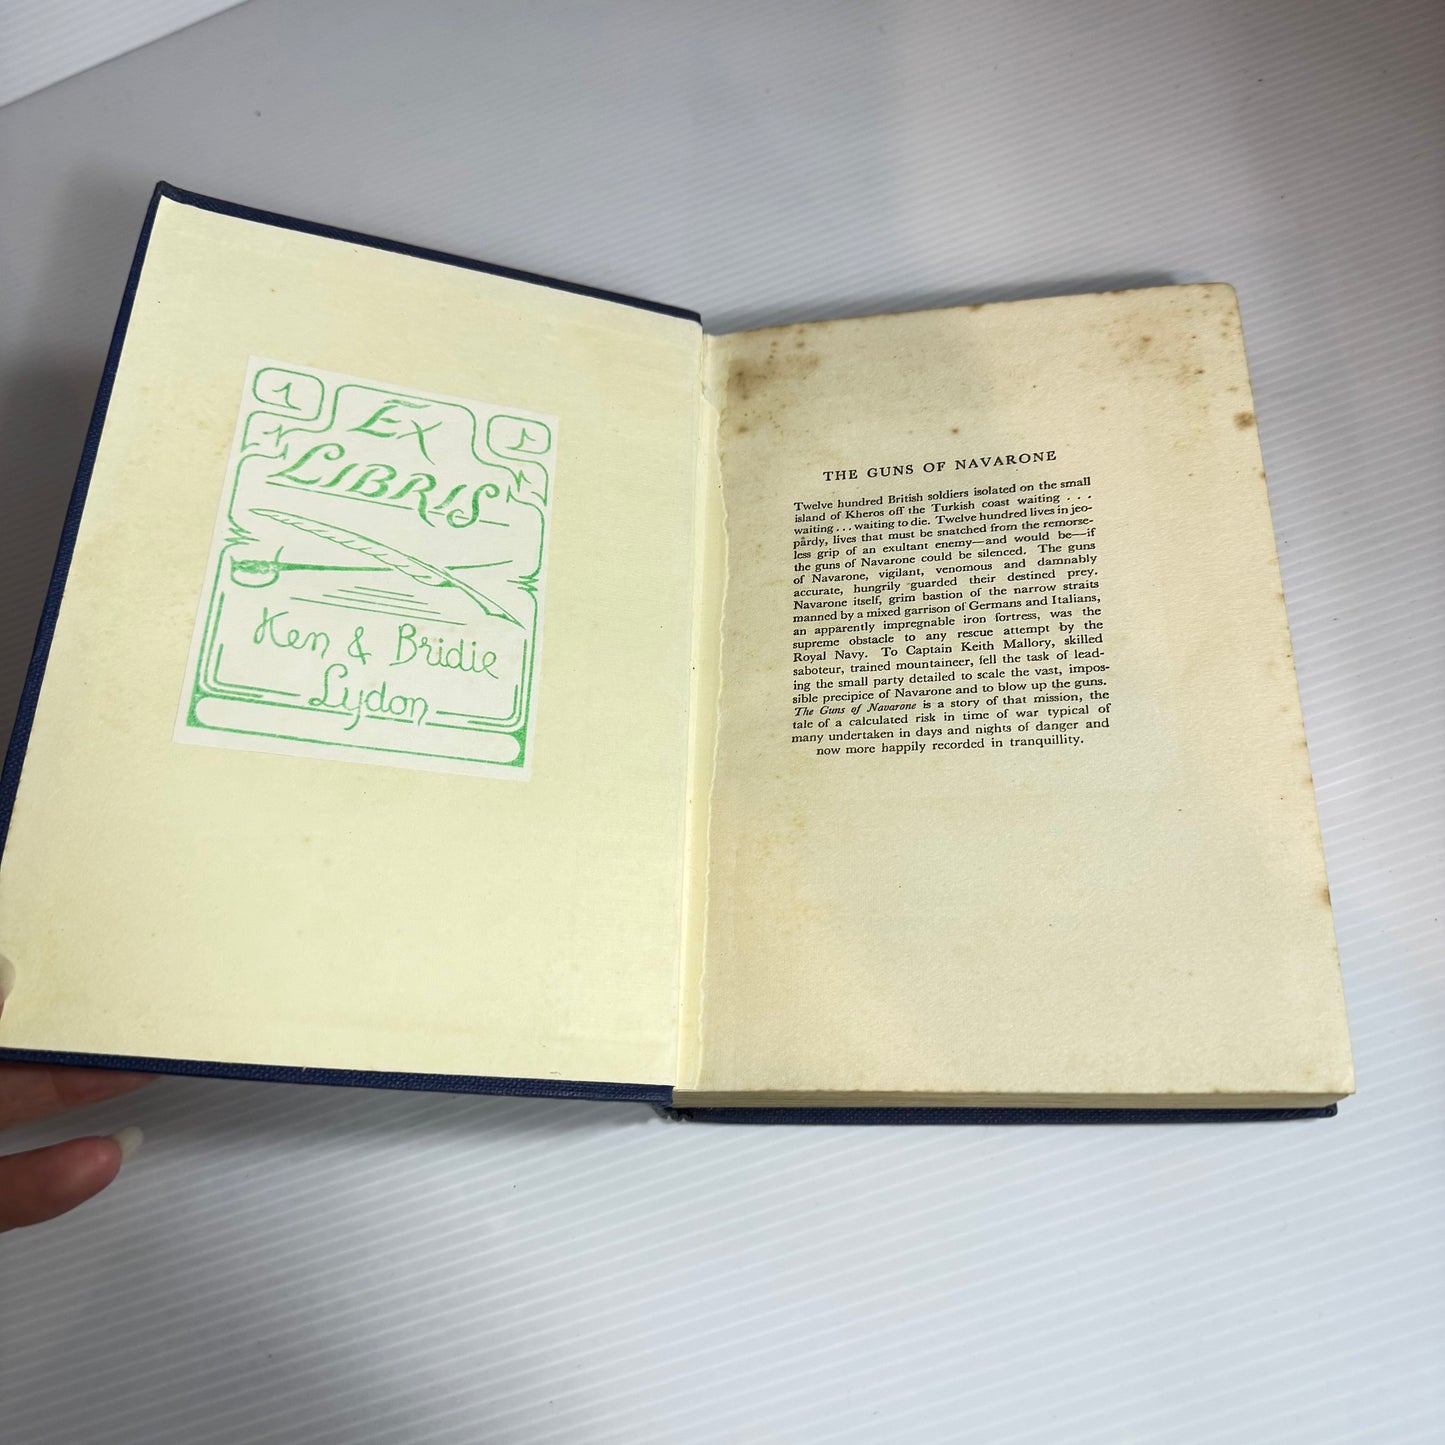 Ex
Libris
Ken & Bridie
Lydon
THE GUNS OF NAVARONE
Twelve hundred British soldiers isolated on the small
island of Kheros off the Turkish coast waiting . . .
waiting . . . waiting to die. Twelve hundred lives in jeo-
pardy, lives that must be snatched from the remorse-
less grip of an exultant enemy—and would be—if
the guns of Navarone could be silenced. The guns
of Navarone, vigilant, venomous and damnably
accurate, hungrily guarded their destined prey.
Navarone itself, grim bastion of the narrow straits
manned by a mixed garrison of Germans and Italians,
an apparently impregnable iron fortress, was the
supreme obstacle to any rescue attempt by the
Royal Navy. To Captain Keith Mallory, skilled
saboteur, trained mountaineer, fell the task of lead-
ing the small party detailed to scale the vast, impos-
sible precipice of Navarone and to blow up the guns.
The Guns of Navarone is a story of that mission, the
tale of a calculated risk in time of war typical of
many undertaken in days and nights of danger and
now more happily recorded in tranquillity.